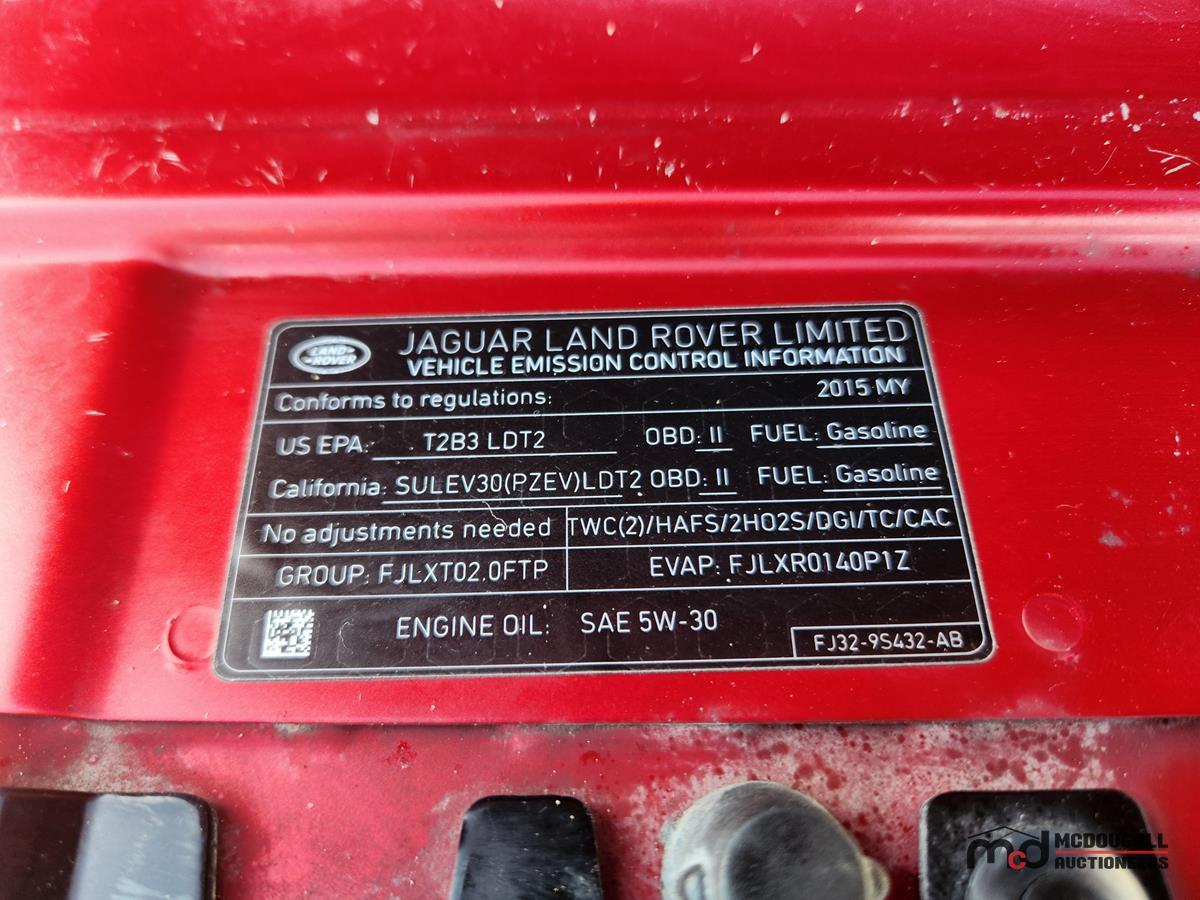 LAND ROVER
JAGUAR LAND ROVER LIMITED
VEHICLE EMISSION CONTROL INFORMATION
Conforms to regulations: 2015 MY
US EPA: T2B3 LDT2 OBD: II FUEL: Gasoline
California: SULEV30(PZEV)LDT2 OBD: II FUEL: Gasoline
No adjustments needed TWC(2)/HAFS/2HO2S/DGI/TC/CAC
GROUP: FJLXT02.0FTP EVAP: FJLXR0140P1Z
ENGINE OIL: SAE 5W-30
FJ32-9S432-AB
mcd MCDOUGALL
AUCTIONEERS